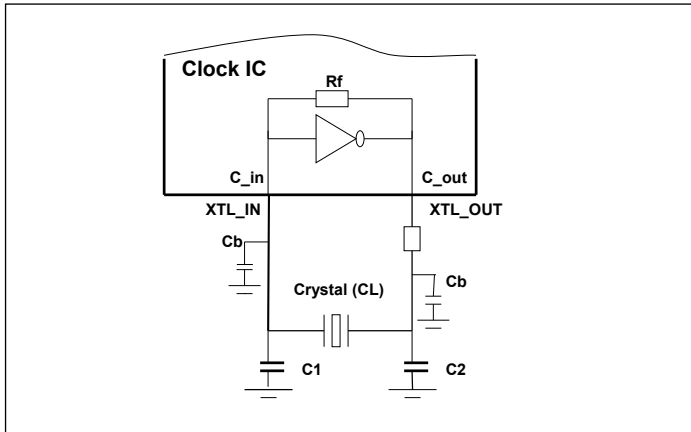 Clock IC
Rf
C_in
C_out
XTL_IN
XTL_OUT
Cb
Crystal (CL)
Cb
C1
C2